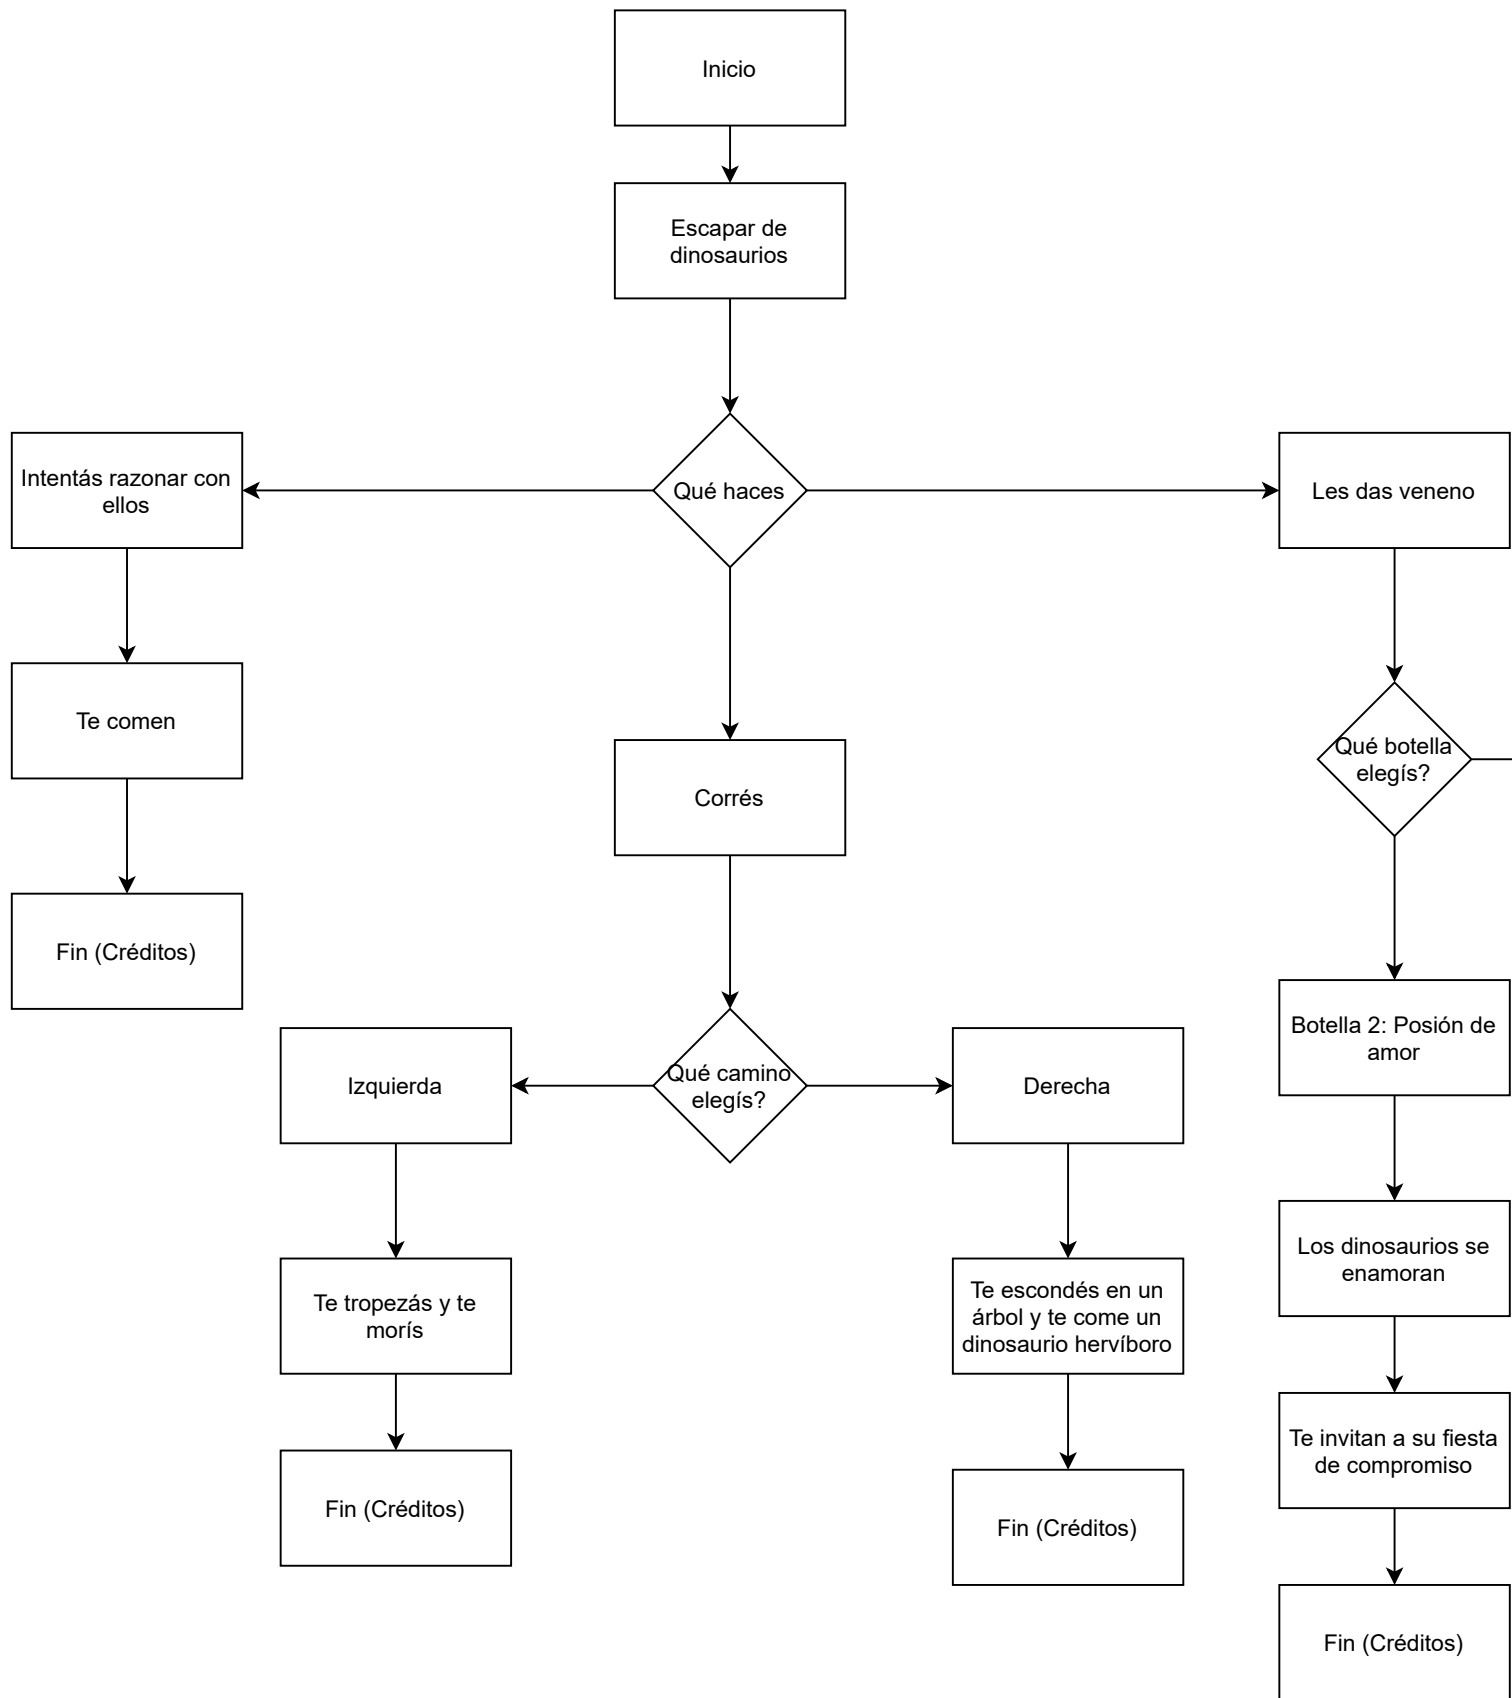 Inicio
Escapar de
dinosaurios
Intentás razonar con
ellos
Qué haces
Les das veneno
Te comen
Corrés
Qué botella
elegís?
Fin (Créditos)
Izquierda
Qué camino
elegís?
Derecha
Botella 2: Posión de
amor
Te tropezás y te
morís
Te escondés en un
árbol y te come un
dinosaurio hervíboro
Los dinosaurios se
enamoran
Fin (Créditos)
Fin (Créditos)
Te invitan a su fiesta
de compromiso
Fin (Créditos)